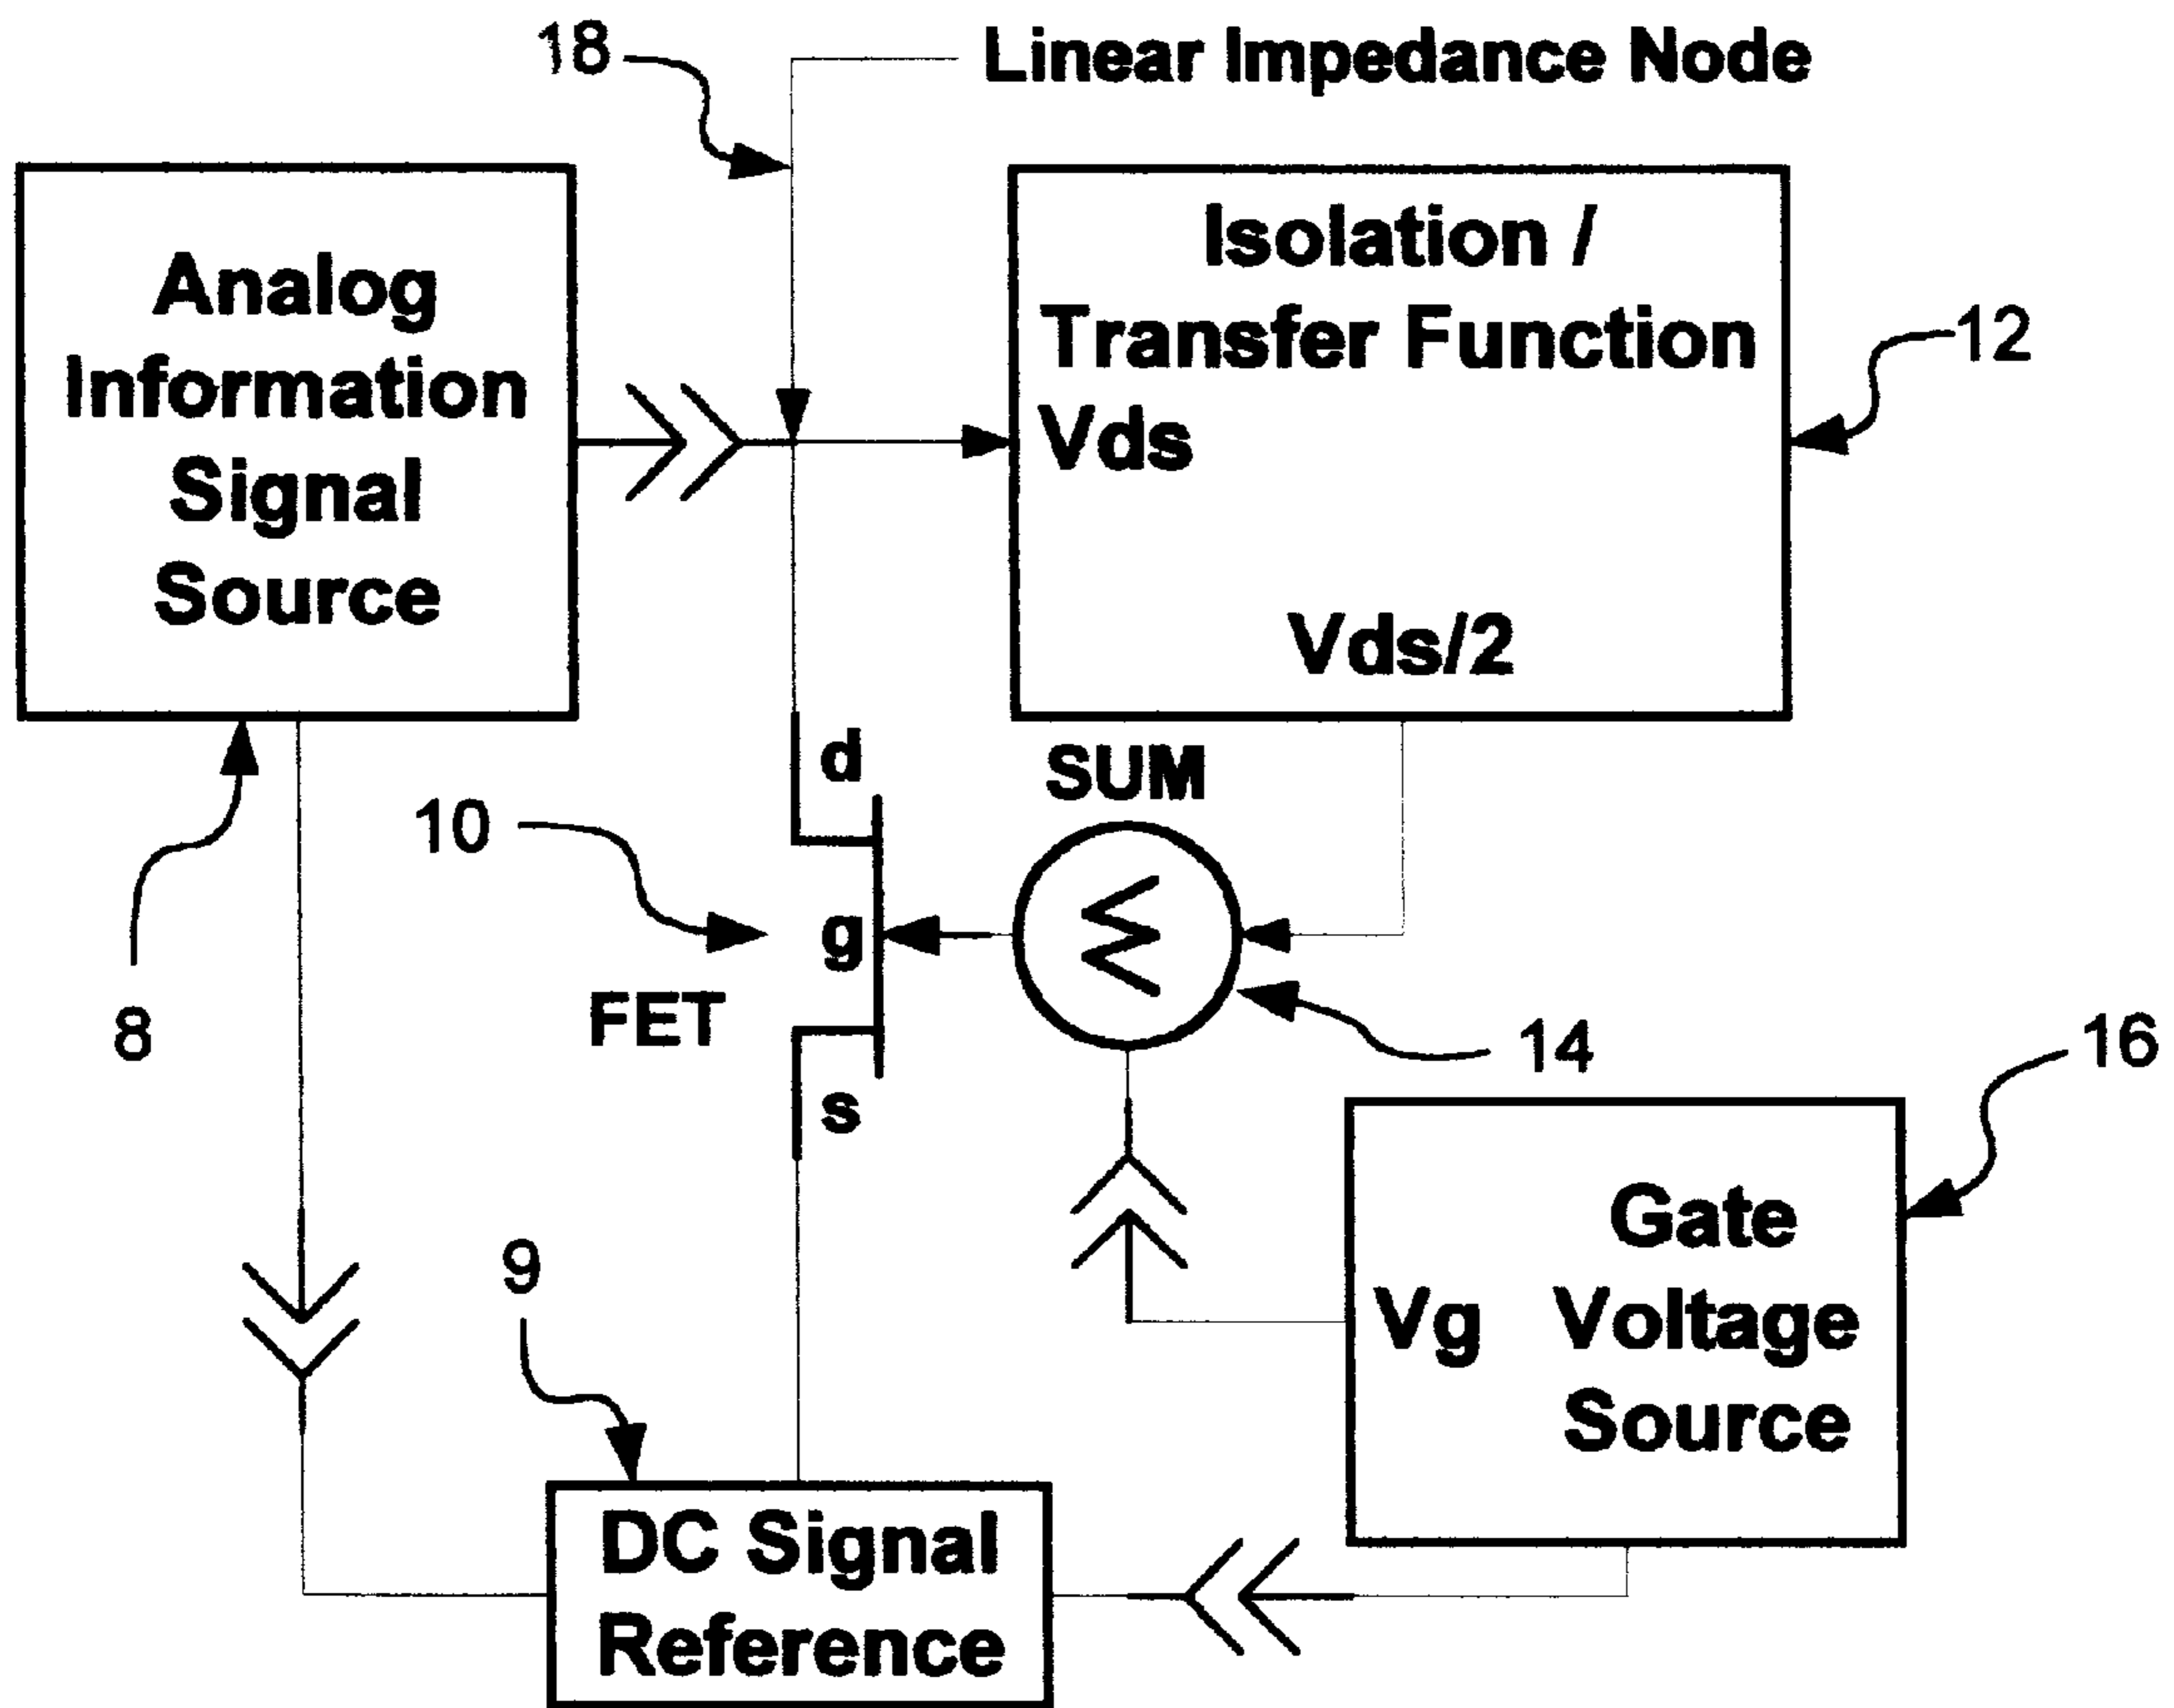 18
Linear Impedance Node
Analog
Information
Signal
Source
Isolation /
Transfer Function
Vds
Vds/2
12
d
SUM
10
g
Σ
FET
8
14
16
s
Gate
Vg Voltage
Source
9
DC Signal
Reference